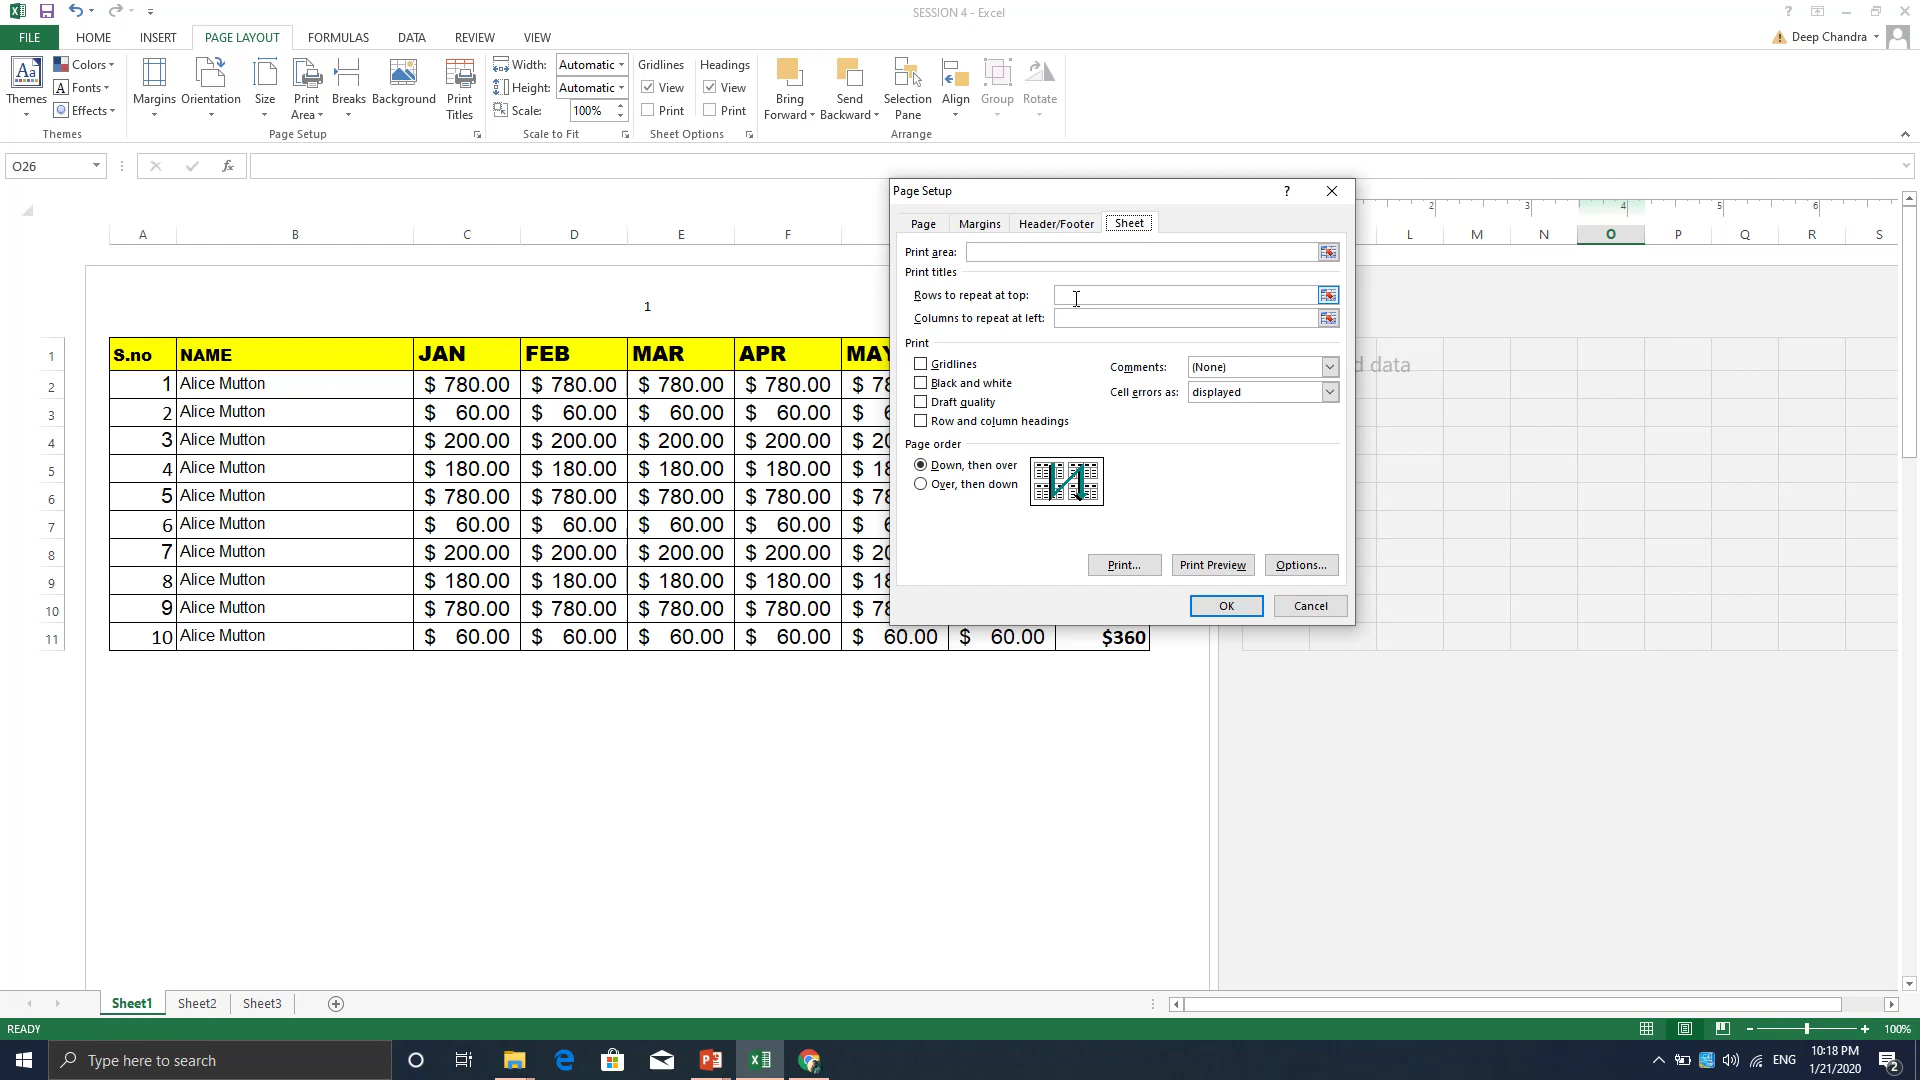 SESSION 4 - Excel
?
FILE HOME INSERT PAGE LAYOUT FORMULAS DATA REVIEW VIEW Deep Chandra
Aa Colors Width: Automatic Gridlines Headings
A Fonts Height: Automatic View View
Themes Effects Margins Orientation Size Print Area Breaks Background Print Titles Scale: 100% Print Print Bring Forward Send Backward Selection Pane Align Group Rotate
Themes Page Setup Scale to Fit Sheet Options Arrange
O26 fx
Page Setup ?
Page Margins Header/Footer Sheet
Print area:
Print titles
Rows to repeat at top:
Columns to repeat at left:
Print
Gridlines Comments: (None)
Black and white Cell errors as: displayed
Draft quality
Row and column headings
Page order
Down, then over
Over, then down
Print... Print Preview Options...
OK Cancel
2 3 4 5 6
A B C D E F L M N O P Q R S
1
d data
1 S.no NAME JAN FEB MAR APR MAY
2 1 Alice Mutton $ 780.00 $ 780.00 $ 780.00 $ 780.00 $ 78
3 2 Alice Mutton $ 60.00 $ 60.00 $ 60.00 $ 60.00 $ 6
4 3 Alice Mutton $ 200.00 $ 200.00 $ 200.00 $ 200.00 $ 20
5 4 Alice Mutton $ 180.00 $ 180.00 $ 180.00 $ 180.00 $ 18
6 5 Alice Mutton $ 780.00 $ 780.00 $ 780.00 $ 780.00 $ 78
7 6 Alice Mutton $ 60.00 $ 60.00 $ 60.00 $ 60.00 $ 6
8 7 Alice Mutton $ 200.00 $ 200.00 $ 200.00 $ 200.00 $ 20
9 8 Alice Mutton $ 180.00 $ 180.00 $ 180.00 $ 180.00 $ 18
10 9 Alice Mutton $ 780.00 $ 780.00 $ 780.00 $ 780.00 $ 78
11 10 Alice Mutton $ 60.00 $ 60.00 $ 60.00 $ 60.00 $ 60.00 $ 60.00 $360
Sheet1 Sheet2 Sheet3
READY 100%
Type here to search ENG 10:18 PM
1/21/2020 2